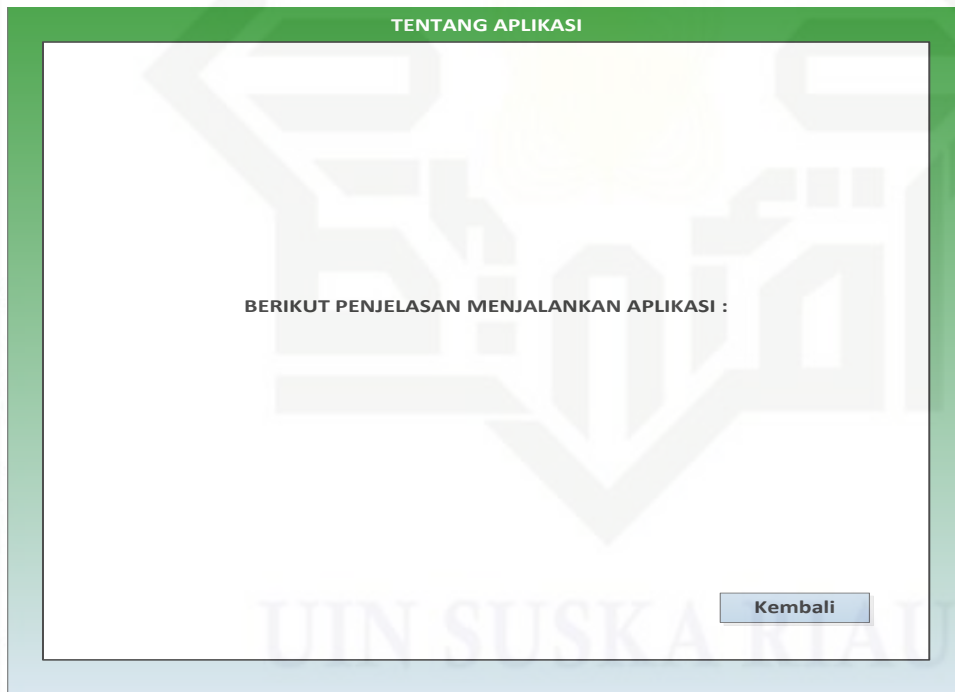 TENTANG APLIKASI
BERIKUT PENJELASAN MENJALANKAN APLIKASI :
Kembali
UIN SUSKA RIAU